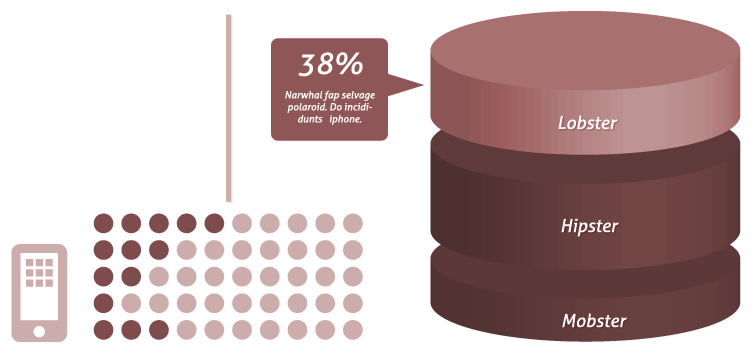 38%
Narwhal fap selvage
polaroid. Do incidi-
dunts iphone.
Lobster
Hipster
Mobster